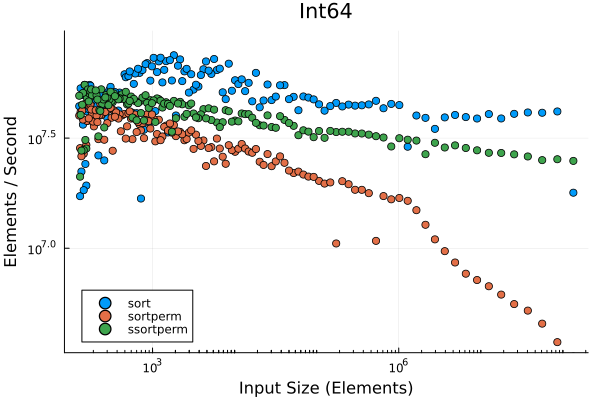 Int64
Elements / Second
10^7.5
10^7.0
sort
sortperm
ssortperm
10^3
10^6
Input Size (Elements)